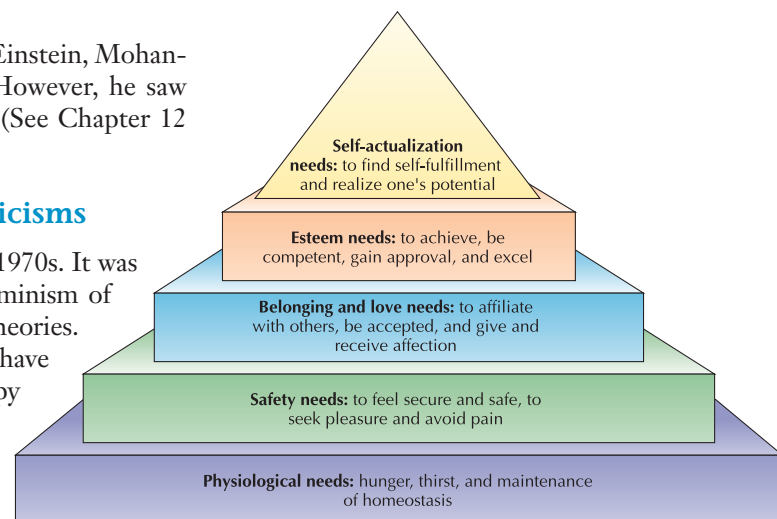 Einstein, Mohan-
However, he saw
(See Chapter 12
icisms
1970s. It was
minism of
heories.
have
by
Self-actualization
needs: to find self-fulfillment
and realize one's potential
Esteem needs: to achieve, be
competent, gain approval, and excel
Belonging and love needs: to affiliate
with others, be accepted, and give and
receive affection
Safety needs: to feel secure and safe, to
seek pleasure and avoid pain
Physiological needs: hunger, thirst, and maintenance
of homeostasis